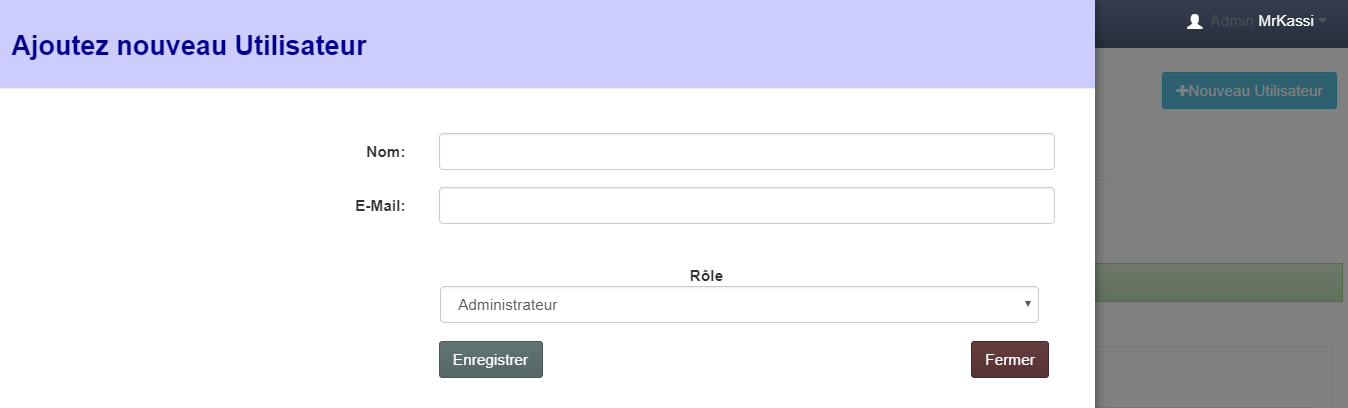 Ajoutez nouveau Utilisateur
Admin MrKassi
+Nouveau Utilisateur
Nom:
E-Mail:
Rôle
Administrateur
Enregistrer
Fermer